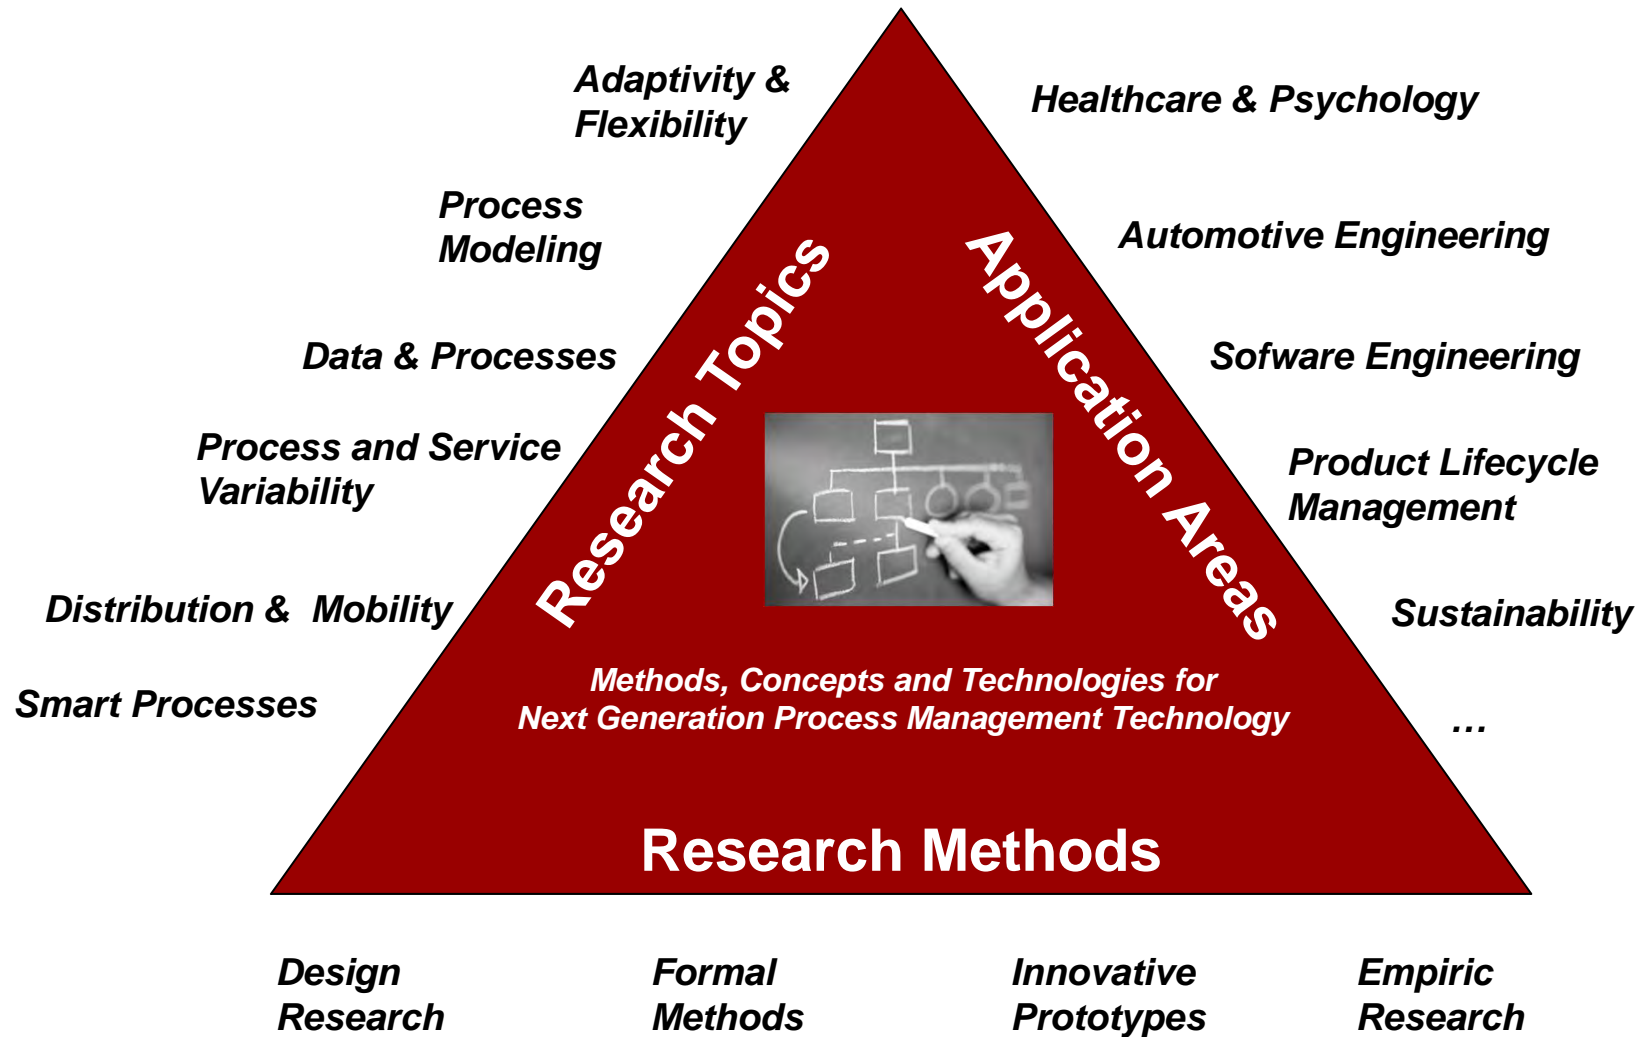 Adaptivity &
Flexibility
Process
Modeling
Data & Processes
Process and Service
Variability
Distribution & Mobility
Smart Processes
Research Topics
Application Areas
Healthcare & Psychology
Automotive Engineering
Sofware Engineering
Product Lifecycle
Management
Sustainability
...
Methods, Concepts and Technologies for
Next Generation Process Management Technology
Research Methods
Design
Research
Formal
Methods
Innovative
Prototypes
Empiric
Research